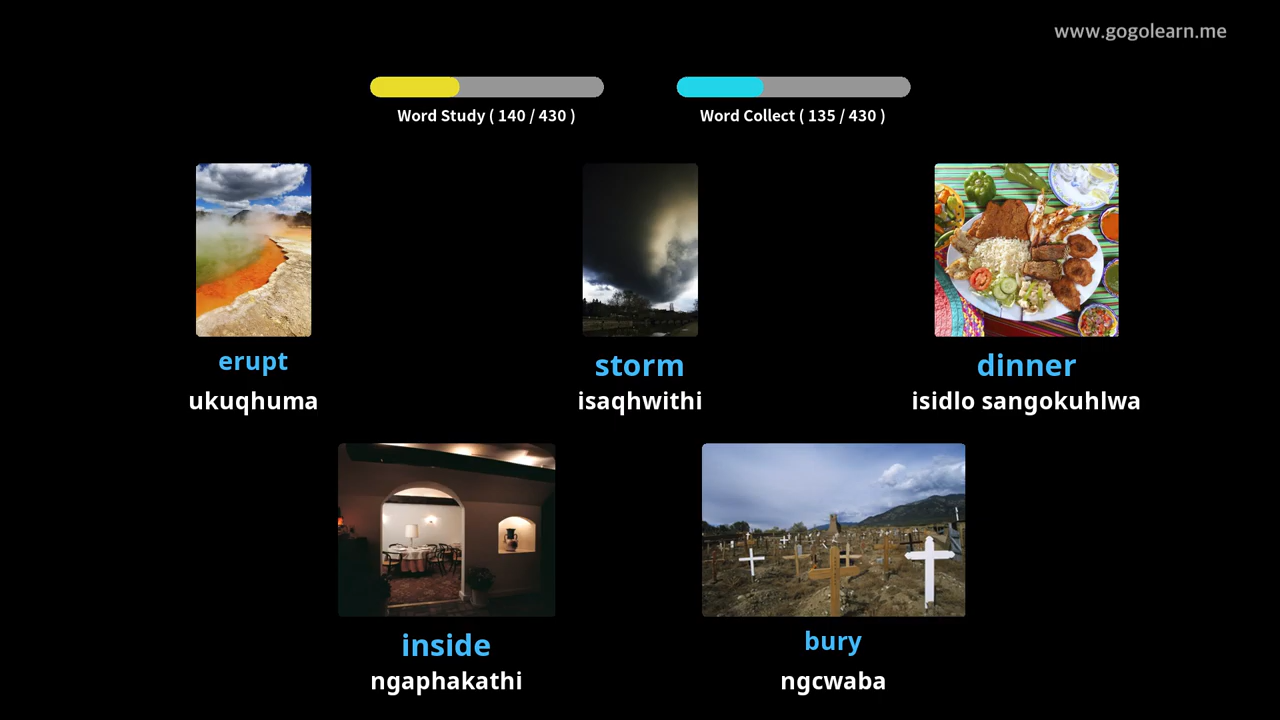 www.gogolearn.me
Word Study ( 140 / 430 )
Word Collect ( 135 / 430 )
erupt
ukuqhuma
storm
isaqhwithi
dinner
isidlo sangokuhlwa
inside
ngaphakathi
bury
ngcwaba